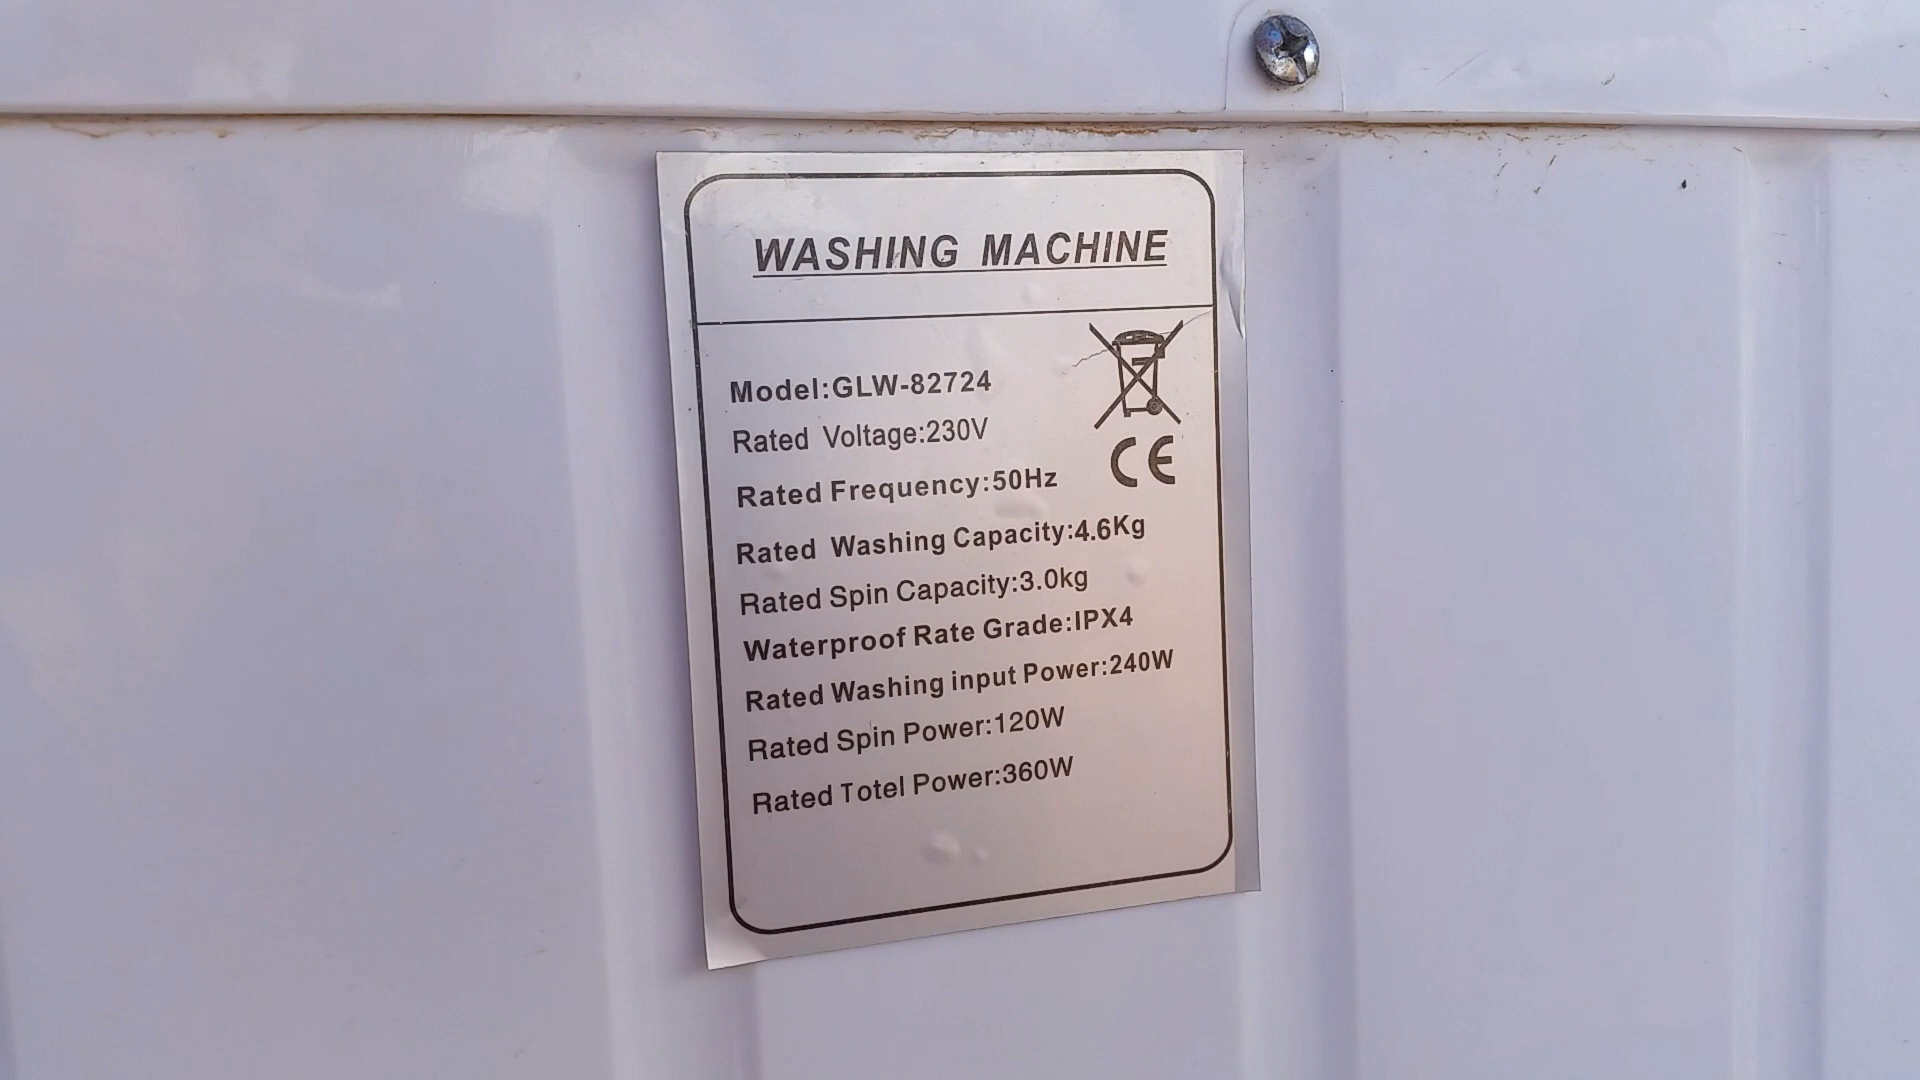 WASHING MACHINE
Model:GLW-82724
Rated Voltage:230V
Rated Frequency:50Hz
CE
Rated Washing Capacity:4.6Kg
Rated Spin Capacity:3.0kg
Waterproof Rate Grade:IPX4
Rated Washing input Power:240W
Rated Spin Power:120W
Rated Totel Power:360W